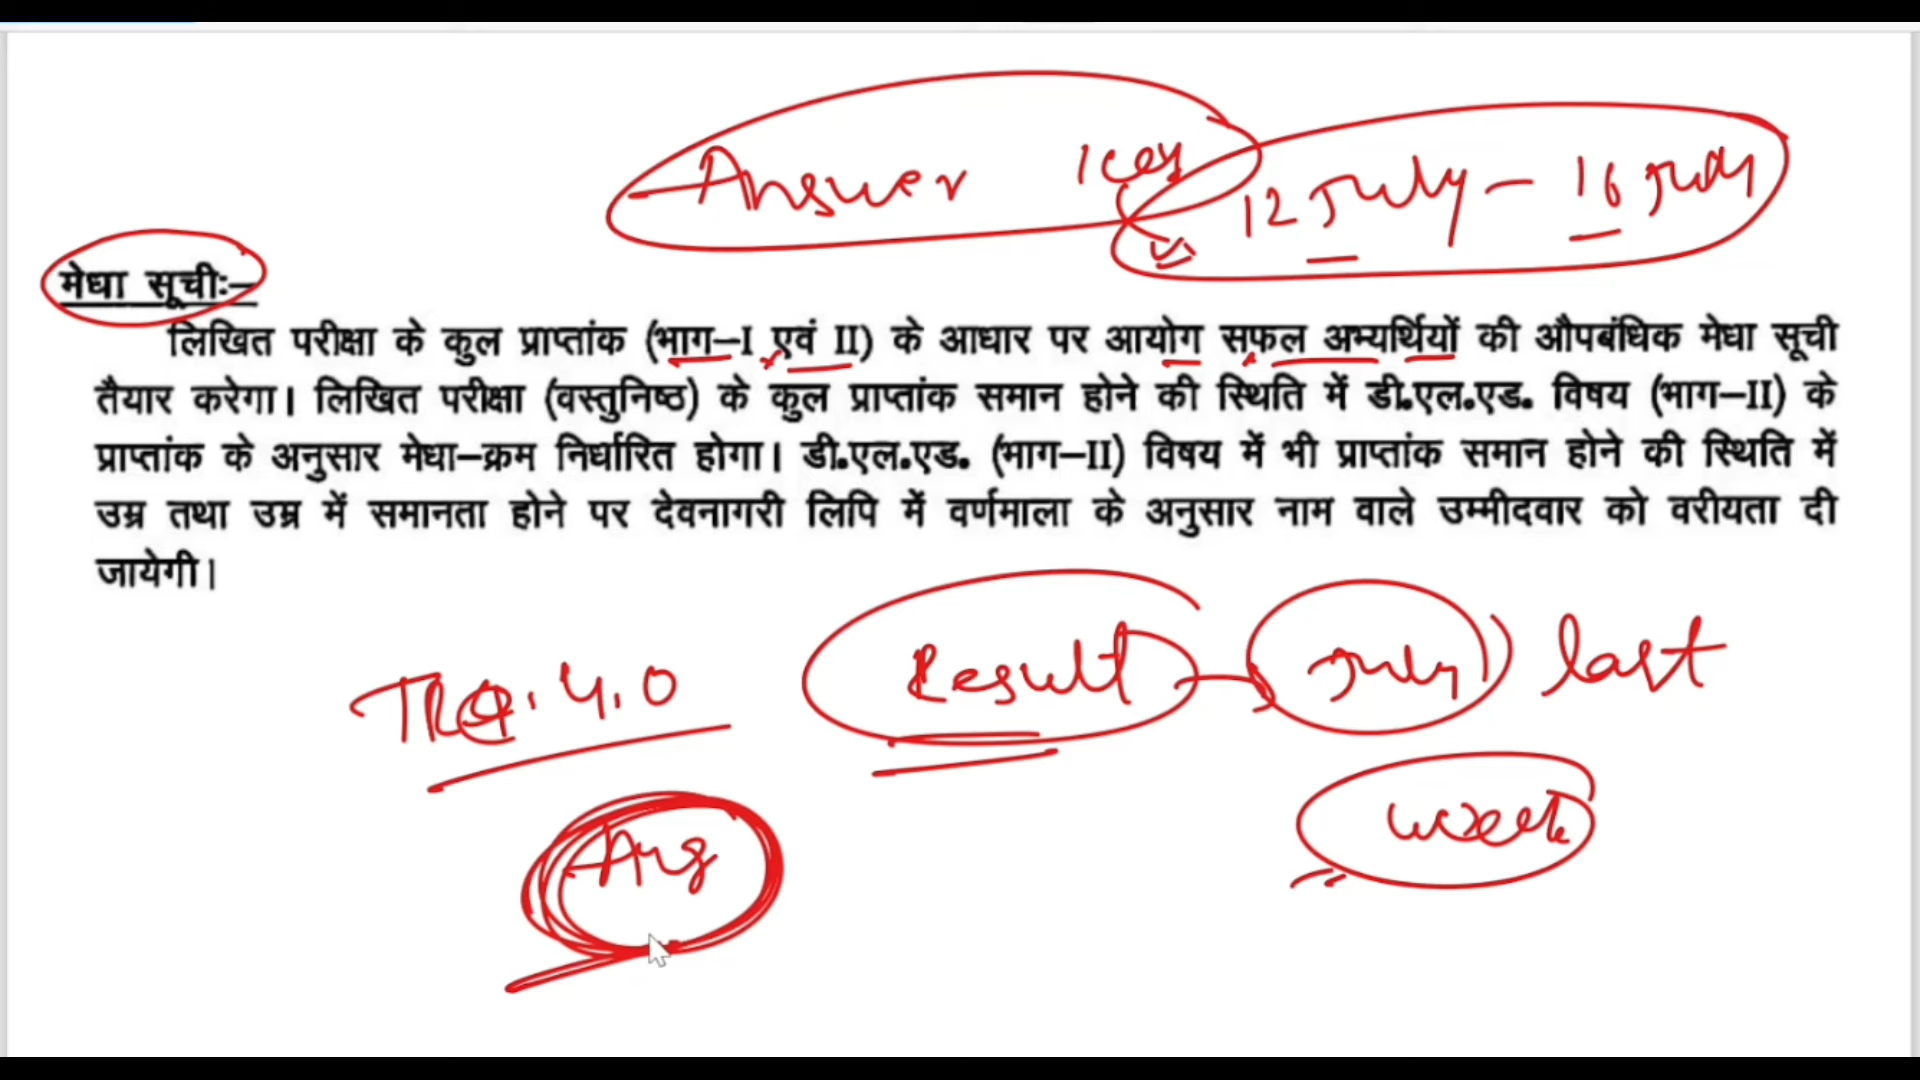 Answer key 12 July - 16 July
मेधा सूची:-
लिखित परीक्षा के कुल प्राप्तांक (भाग-I एवं II) के आधार पर आयोग सफल अभ्यर्थियों की औपबंधिक मेधा सूची
तैयार करेगा। लिखित परीक्षा (वस्तुनिष्ठ) के कुल प्राप्तांक समान होने की स्थिति में डी.एल.एड. विषय (भाग-II) के
प्राप्तांक के अनुसार मेधा-क्रम निर्धारित होगा। डी.एल.एड. (भाग-II) विषय में भी प्राप्तांक समान होने की स्थिति में
उम्र तथा उम्र में समानता होने पर देवनागरी लिपि में वर्णमाला के अनुसार नाम वाले उम्मीदवार को वरीयता दी
जायेगी।
4.0 Result July last
Aug week